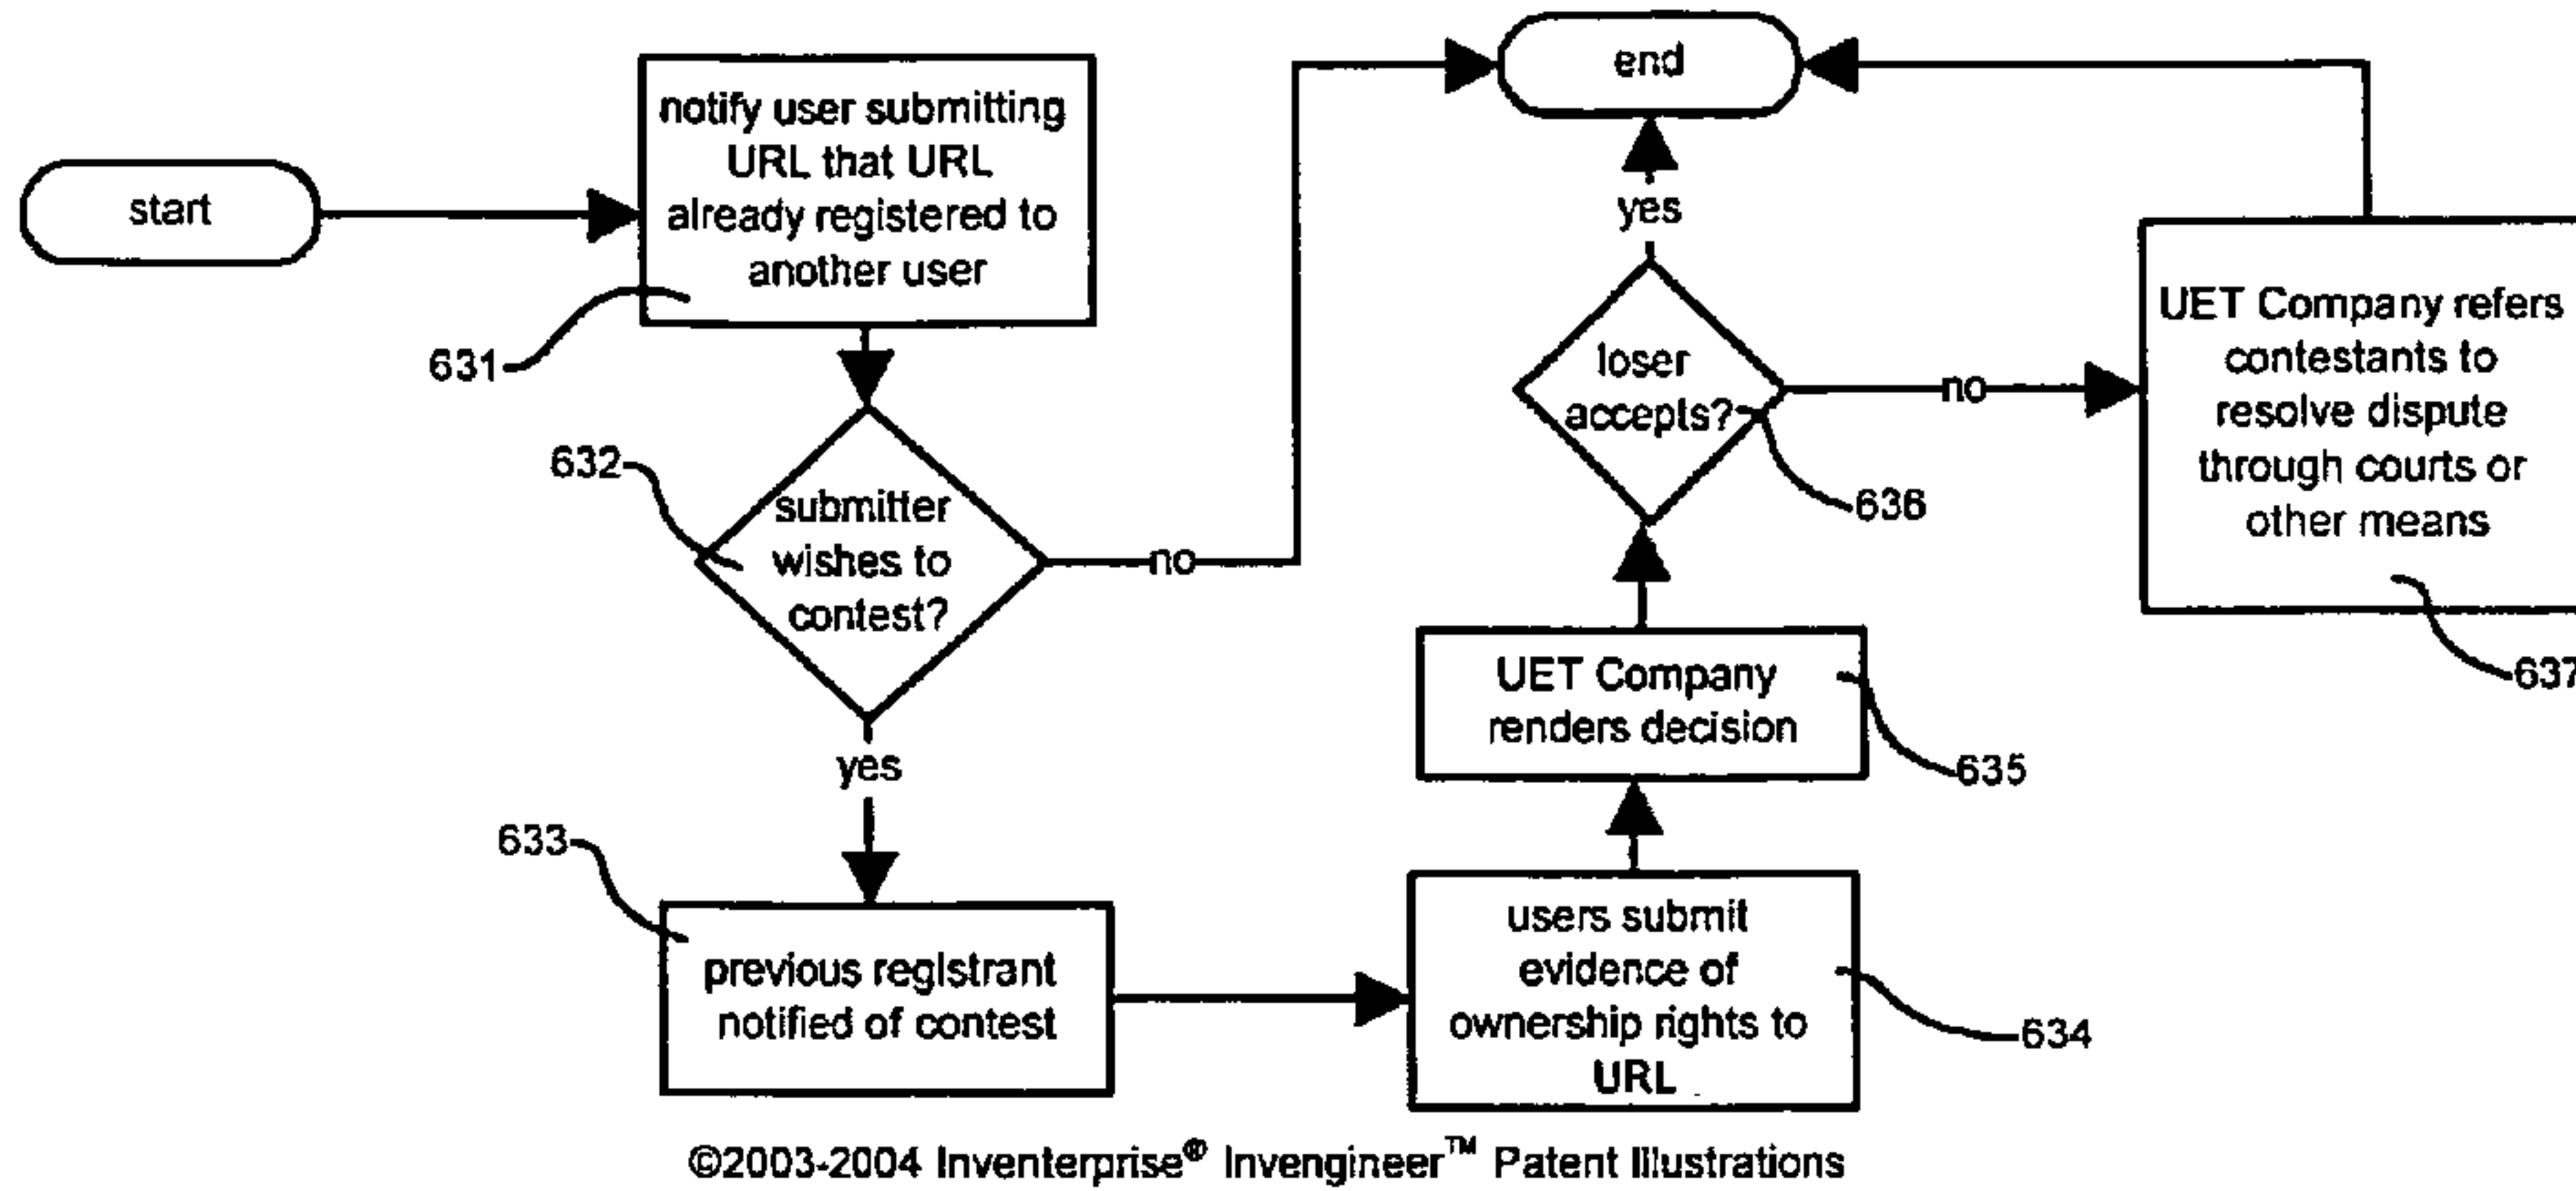 start
notify user submitting
URL that URL
already registered to
another user
631
632
submitter
wishes to
contest?
no
yes
633
previous registrant
notified of contest
users submit
evidence of
ownership rights to
URL
634
UET Company
renders decision
635
loser
accepts?
636
yes
end
no
UET Company refers
contestants to
resolve dispute
through courts or
other means
637
©2003-2004 Inventerprise® Invengineer™ Patent Illustrations